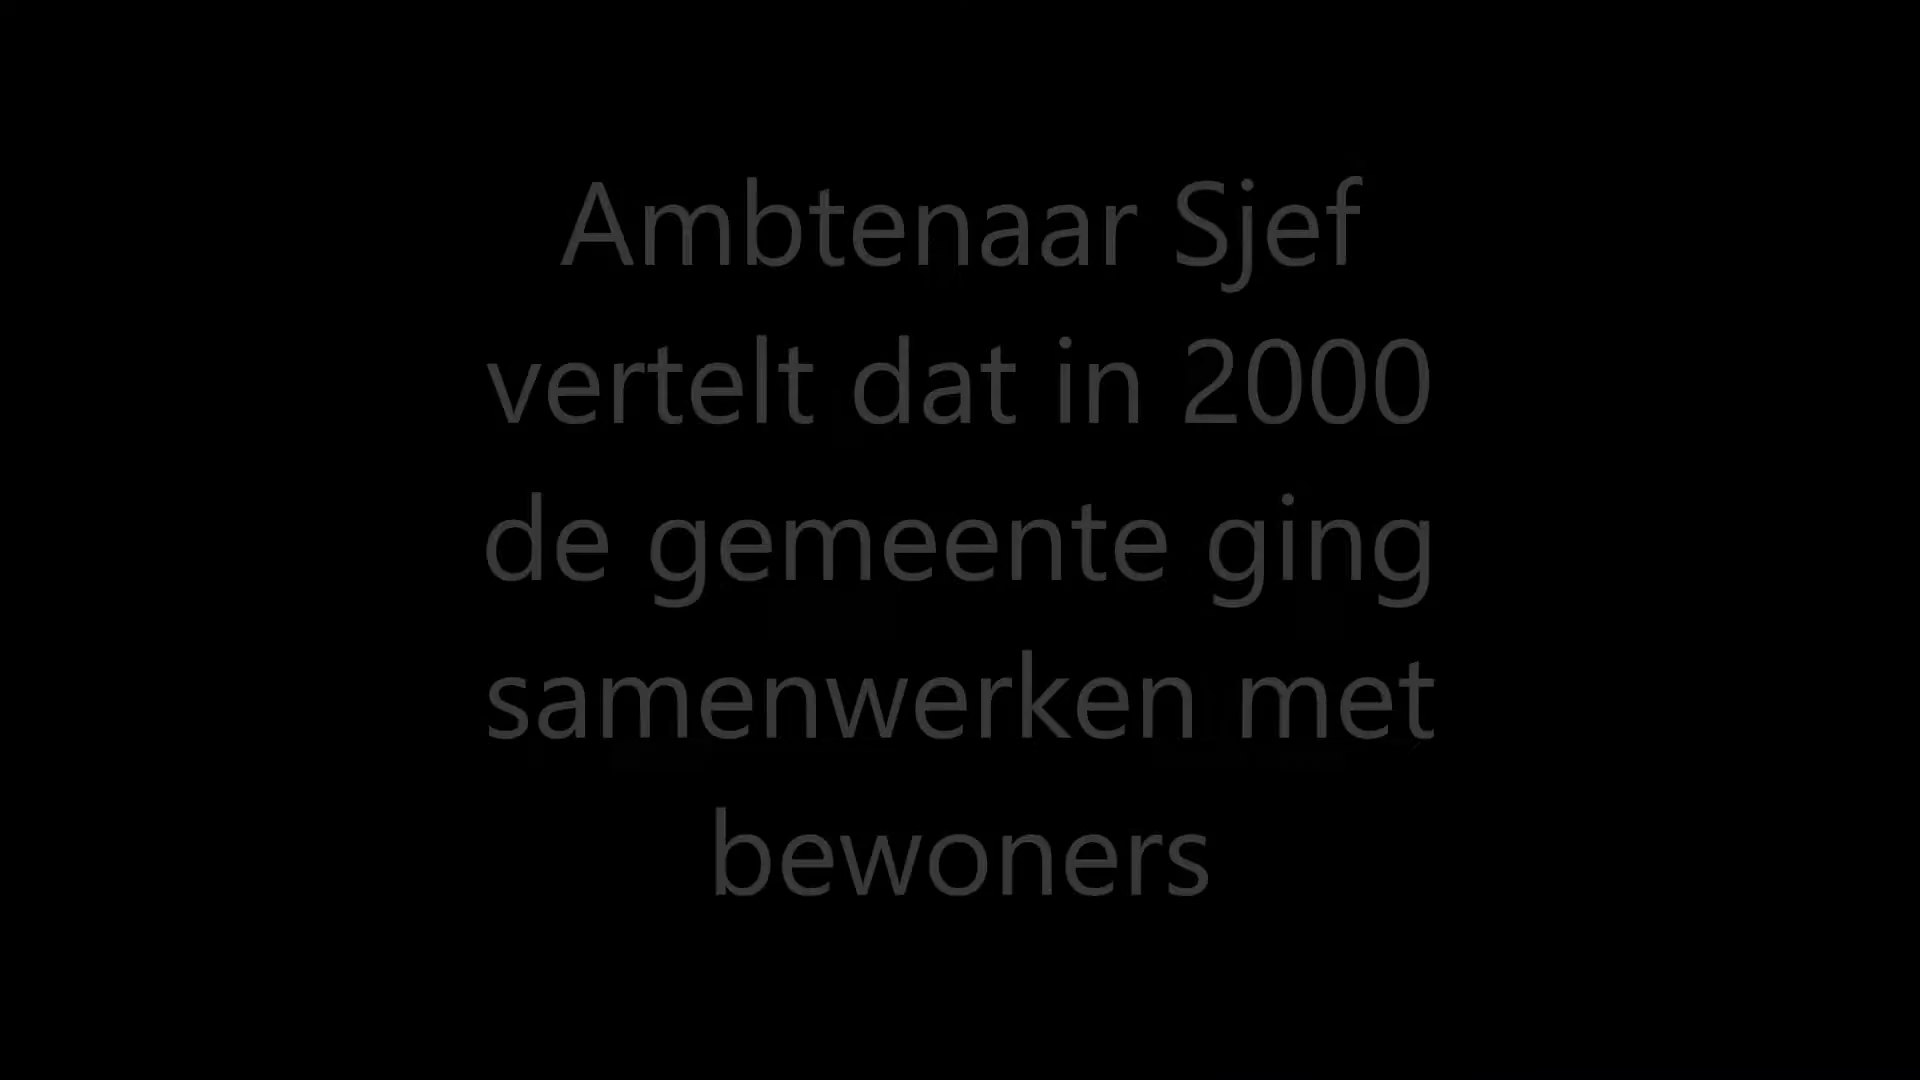 Ambtenaar Sjef
vertelt dat in 2000
de gemeente ging
samenwerken met
bewoners